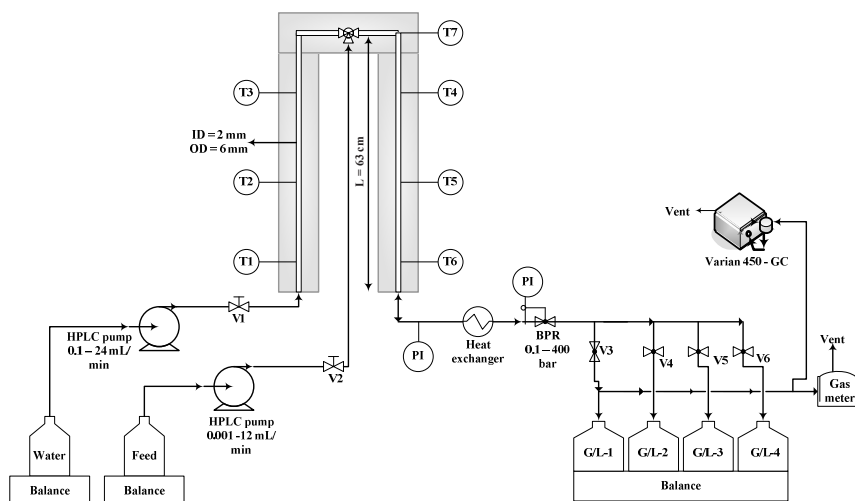 T7
T3
T4
ID = 2 mm
OD = 6 mm
L = 63 cm
T2
T5
T1
T6
Vent
Varian 450 - GC
HPLC pump
0.1 – 24 mL/
min
V1
PI
PI
Heat
exchanger
BPR
0.1 – 400
bar
V3
V4
V5
V6
Vent
Gas
meter
V2
HPLC pump
0.001 -12 mL/
min
Water
Feed
G/L-1
G/L-2
G/L-3
G/L-4
Balance
Balance
Balance